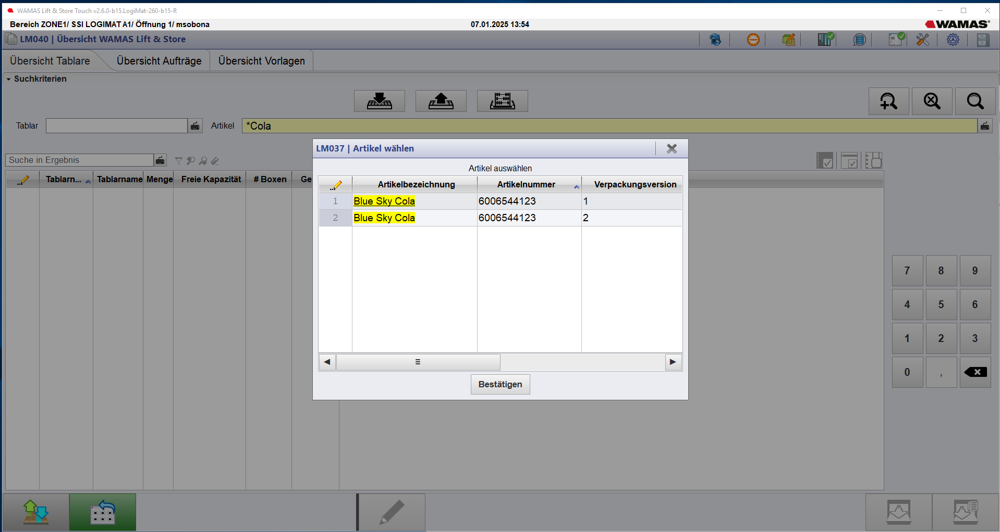 WAMAS Lift & Store Touch v2.6.0-b15.LogiMat-260-b15-R
Bereich ZONE1/ SSI LOGIMAT A1/ Öffnung 1/ msobona
07.01.2025 13:54
WAMAS®
LM040 | Übersicht WAMAS Lift & Store
new
Übersicht Tablare
Übersicht Aufträge
Übersicht Vorlagen
Suchkriterien
Tablar
Artikel
*Cola
LM037 | Artikel wählen
Artikel auswählen
Suche in Ergebnis
Tablarn... Tablarname Menge Freie Kapazität # Boxen Ge
Artikelbezeichnung Artikelnummer Verpackungsversion
1 Blue Sky Cola 6006544123 1
2 Blue Sky Cola 6006544123 2
Bestätigen
7 8 9
4 5 6
1 2 3
0 ,